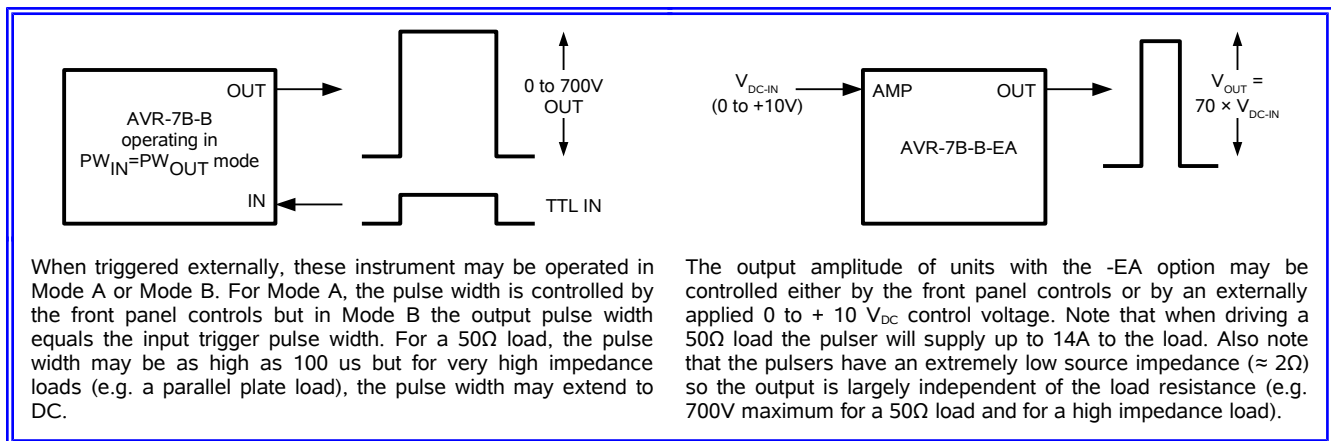 OUT
AVR-7B-B
operating in
PWIN=PWOUT mode
IN
0 to 700V
OUT
TTL IN
When triggered externally, these instrument may be operated in
Mode A or Mode B. For Mode A, the pulse width is controlled by
the front panel controls but in Mode B the output pulse width
equals the input trigger pulse width. For a 50Ω load, the pulse
width may be as high as 100 us but for very high impedance
loads (e.g. a parallel plate load), the pulse width may extend to
DC.
VDC-IN
(0 to +10V)
AMP
OUT
AVR-7B-B-EA
VOUT =
70 × VDC-IN
The output amplitude of units with the -EA option may be
controlled either by the front panel controls or by an externally
applied 0 to + 10 VDC control voltage. Note that when driving a
50Ω load the pulser will supply up to 14A to the load. Also note
that the pulsers have an extremely low source impedance (≈ 2Ω)
so the output is largely independent of the load resistance (e.g.
700V maximum for a 50Ω load and for a high impedance load).